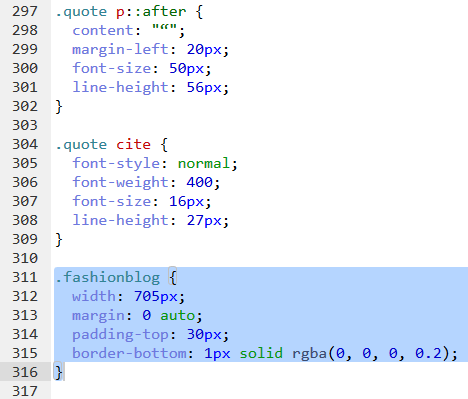 297 .quote p::after {
298 content: "“";
299 margin-left: 20px;
300 font-size: 50px;
301 line-height: 56px;
302 }
303
304 .quote cite {
305 font-style: normal;
306 font-weight: 400;
307 font-size: 16px;
308 line-height: 27px;
309 }
310
311 .fashionblog {
312 width: 705px;
313 margin: 0 auto;
314 padding-top: 30px;
315 border-bottom: 1px solid rgba(0, 0, 0, 0.2);
316 }
317